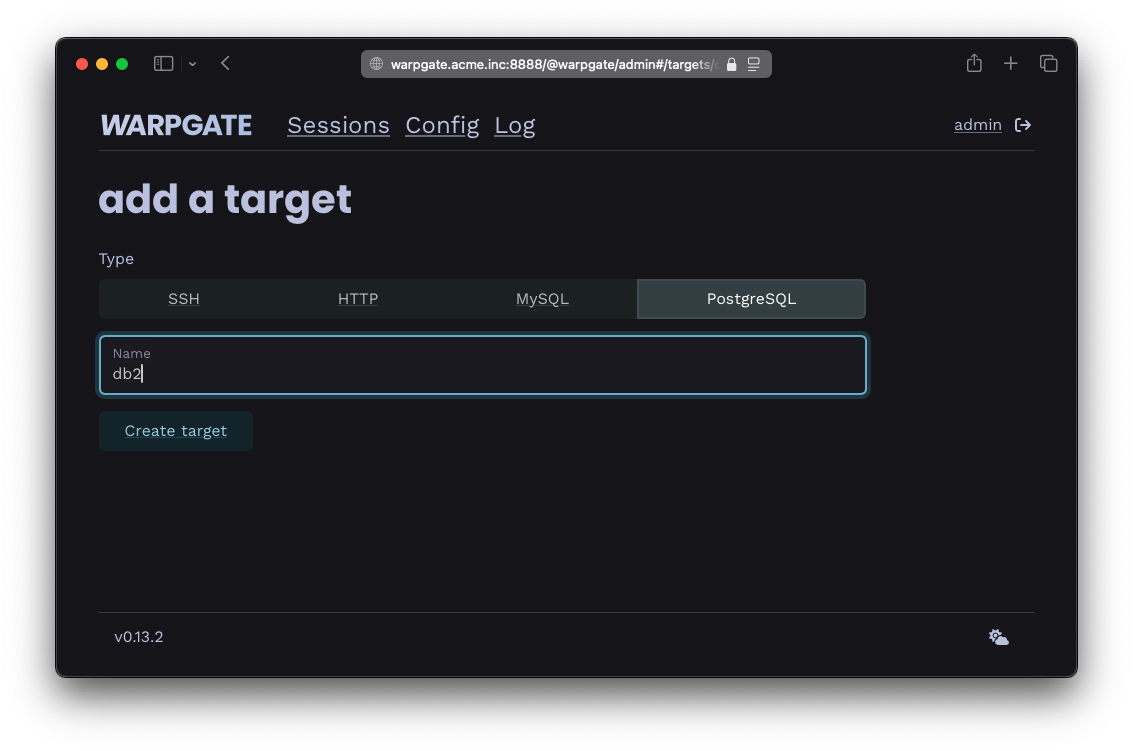 warpgate.acme.inc:8888/@warpgate/admin#/targets/
WARPGATE Sessions Config Log admin
add a target
Type
SSH HTTP MySQL PostgreSQL
Name
db2
Create target
v0.13.2